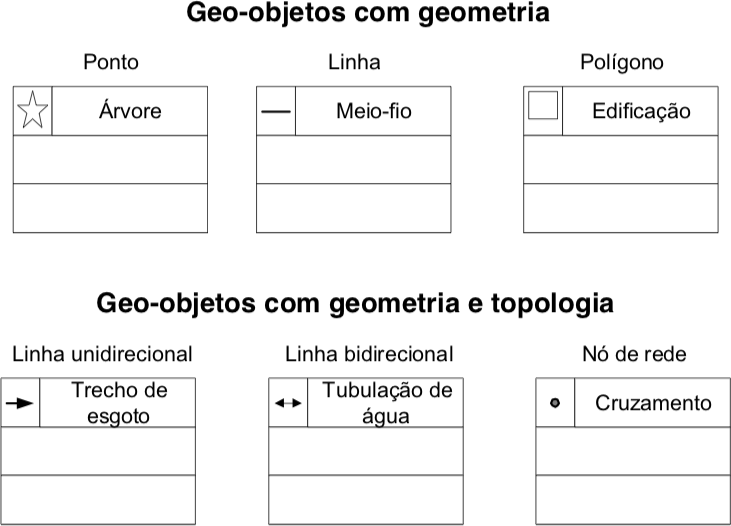 Geo-objetos com geometria
Ponto
Linha
Polígono
Árvore
Meio-fio
Edificação
Geo-objetos com geometria e topologia
Linha unidirecional
Linha bidirecional
Nó de rede
Trecho de
esgoto
Tubulação de
água
Cruzamento